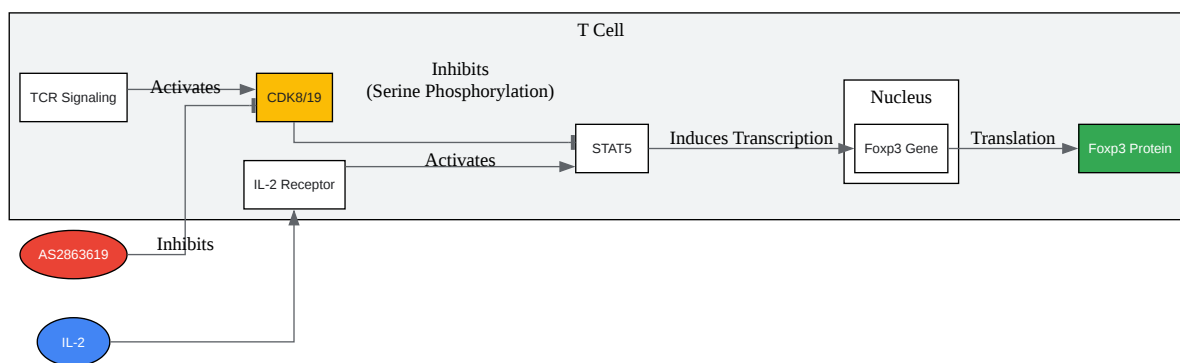 T Cell
Inhibits
(Serine Phosphorylation)
TCR Signaling
Activates
CDK8/19
Nucleus
STAT5
Induces Transcription
Foxp3 Gene
Translation
Foxp3 Protein
Activates
IL-2 Receptor
AS2863619
Inhibits
IL-2